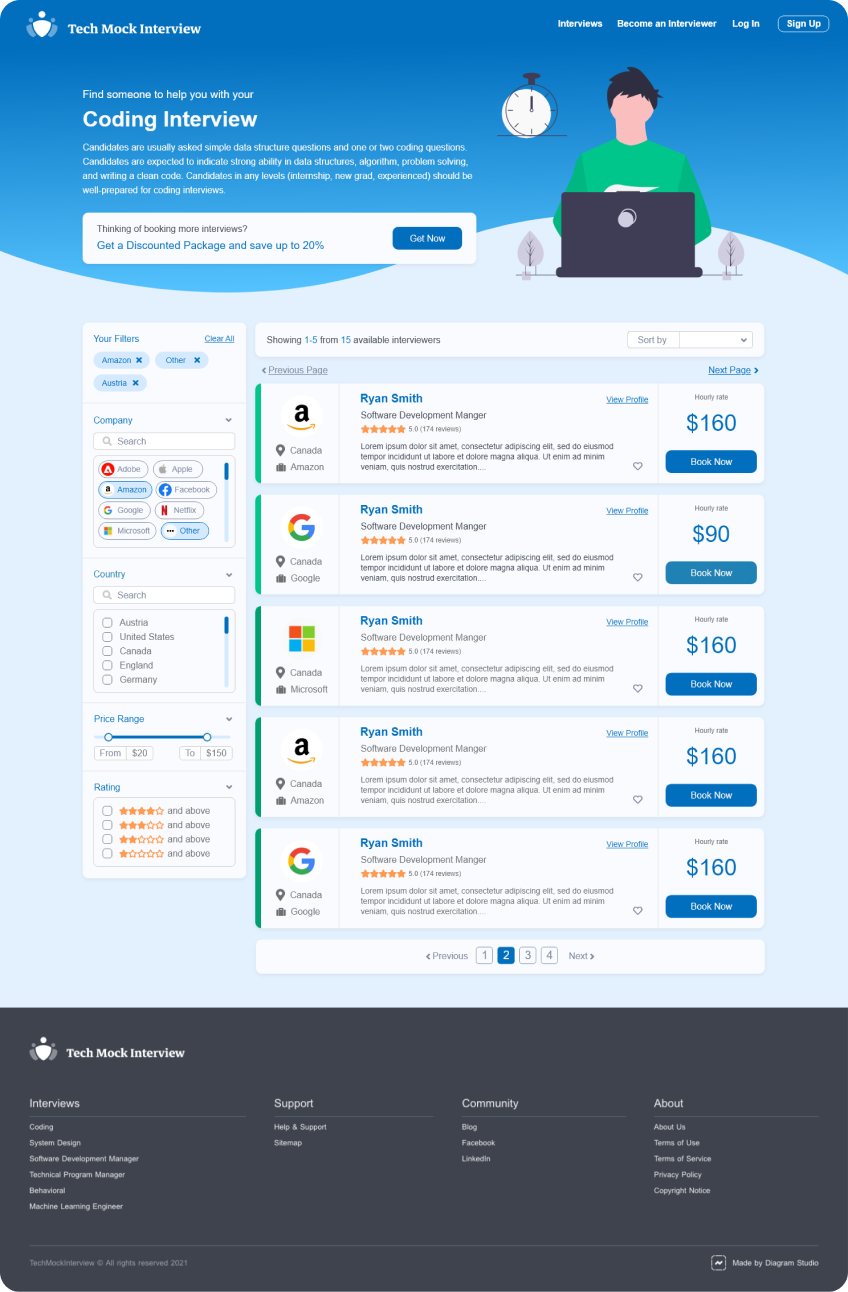 Tech Mock Interview
Interviews
Become an Interviewer
Log In
Sign Up
Find someone to help you with your
Coding Interview
Candidates are usually asked simple data structure questions and one or two coding questions.
Candidates are expected to indicate strong ability in data structures, algorithm, problem solving,
and writing a clean code. Candidates in any levels (internship, new grad, experienced) should be
well-prepared for coding interviews.
Thinking of booking more interviews?
Get a Discounted Package and save up to 20%
Get Now
Your Filters
Clear All
Amazon
Other
Austria
Company
Search
Adobe
Apple
Amazon
Facebook
Google
Netflix
Microsoft
Other
Country
Search
Austria
United States
Canada
England
Germany
Price Range
From $20
To $150
Rating
and above
and above
and above
and above
Showing 1-5 from 15 available interviewers
Sort by
Previous Page
Next Page
Canada
Amazon
Ryan Smith
View Profile
Software Development Manger
5.0 (174 reviews)
Lorem ipsum dolor sit amet, consectetur adipiscing elit, sed do eiusmod
tempor incididunt ut labore et dolore magna aliqua. Ut enim ad minim
veniam, quis nostrud exercitation....
Hourly rate
$160
Book Now
Canada
Google
Ryan Smith
View Profile
Software Development Manger
5.0 (174 reviews)
Lorem ipsum dolor sit amet, consectetur adipiscing elit, sed do eiusmod
tempor incididunt ut labore et dolore magna aliqua. Ut enim ad minim
veniam, quis nostrud exercitation....
Hourly rate
$90
Book Now
Canada
Microsoft
Ryan Smith
View Profile
Software Development Manger
5.0 (174 reviews)
Lorem ipsum dolor sit amet, consectetur adipiscing elit, sed do eiusmod
tempor incididunt ut labore et dolore magna aliqua. Ut enim ad minim
veniam, quis nostrud exercitation....
Hourly rate
$160
Book Now
Canada
Amazon
Ryan Smith
View Profile
Software Development Manger
5.0 (174 reviews)
Lorem ipsum dolor sit amet, consectetur adipiscing elit, sed do eiusmod
tempor incididunt ut labore et dolore magna aliqua. Ut enim ad minim
veniam, quis nostrud exercitation....
Hourly rate
$160
Book Now
Canada
Google
Ryan Smith
View Profile
Software Development Manger
5.0 (174 reviews)
Lorem ipsum dolor sit amet, consectetur adipiscing elit, sed do eiusmod
tempor incididunt ut labore et dolore magna aliqua. Ut enim ad minim
veniam, quis nostrud exercitation....
Hourly rate
$160
Book Now
Previous 1 2 3 4 Next
Tech Mock Interview
Interviews
Coding
System Design
Software Development Manager
Technical Program Manager
Behavioral
Machine Learning Engineer
Support
Help & Support
Sitemap
Community
Blog
Facebook
LinkedIn
About
About Us
Terms of Use
Terms of Service
Privacy Policy
Copyright Notice
TechMockInterview © All rights reserved 2021
Made by Diagram Studio